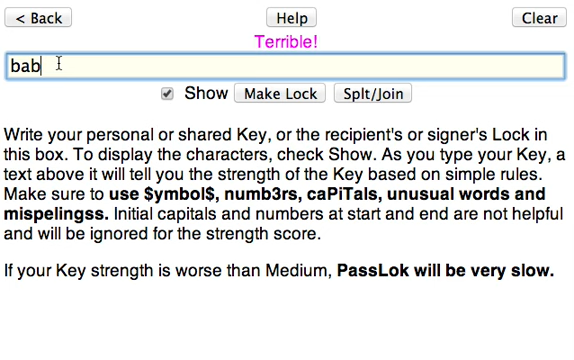 < Back Help Clear
Terrible!
bab
Show Make Lock Splt/Join
Write your personal or shared Key, or the recipient's or signer's Lock in
this box. To display the characters, check Show. As you type your Key, a
text above it will tell you the strength of the Key based on simple rules.
Make sure to use $ymbol$, numb3rs, caPiTals, unusual words and
mispelingss. Initial capitals and numbers at start and end are not helpful
and will be ignored for the strength score.
If your Key strength is worse than Medium, PassLok will be very slow.